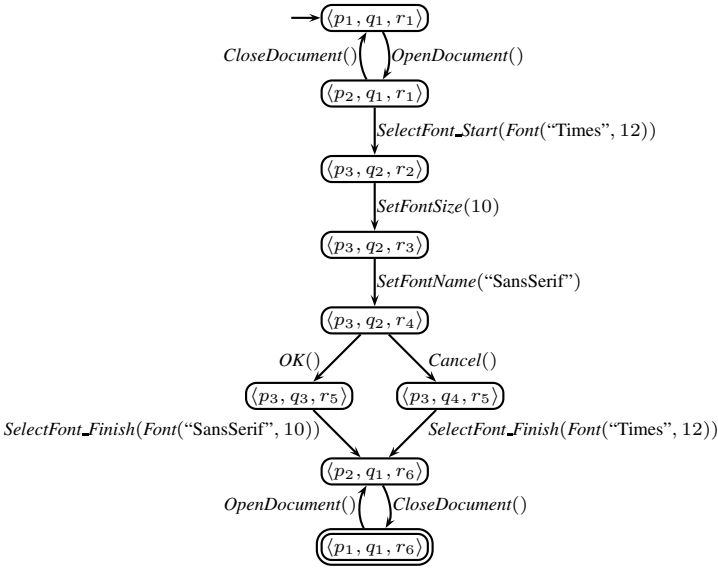 ⟨p₁, q₁, r₁⟩
CloseDocument() OpenDocument()
⟨p₂, q₁, r₁⟩
SelectFont_Start(Font(“Times”, 12))
⟨p₃, q₂, r₂⟩
SetFontSize(10)
⟨p₃, q₂, r₃⟩
SetFontName(“SansSerif”)
⟨p₃, q₂, r₄⟩
OK() Cancel()
⟨p₃, q₃, r₅⟩ ⟨p₃, q₄, r₅⟩
SelectFont_Finish(Font(“SansSerif”, 10)) SelectFont_Finish(Font(“Times”, 12))
⟨p₂, q₁, r₆⟩
OpenDocument() CloseDocument()
⟨p₁, q₁, r₆⟩